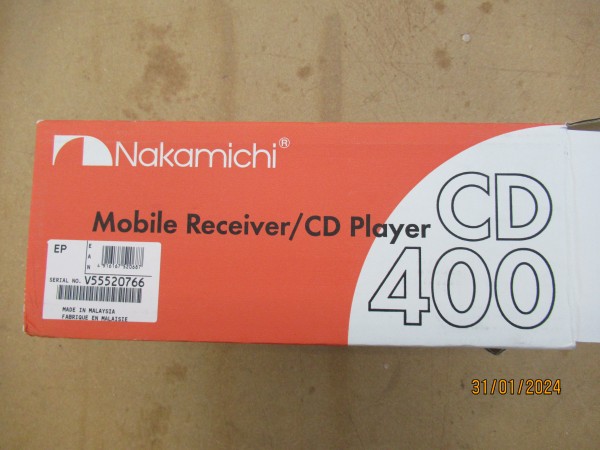 Nakamichi®
Mobile Receiver/CD Player
CD
400
EP
EAN
SERIAL NO. V55520766
MADE IN MALAYSIA
FABRIQUE EN MALAISIE
31/01/2024